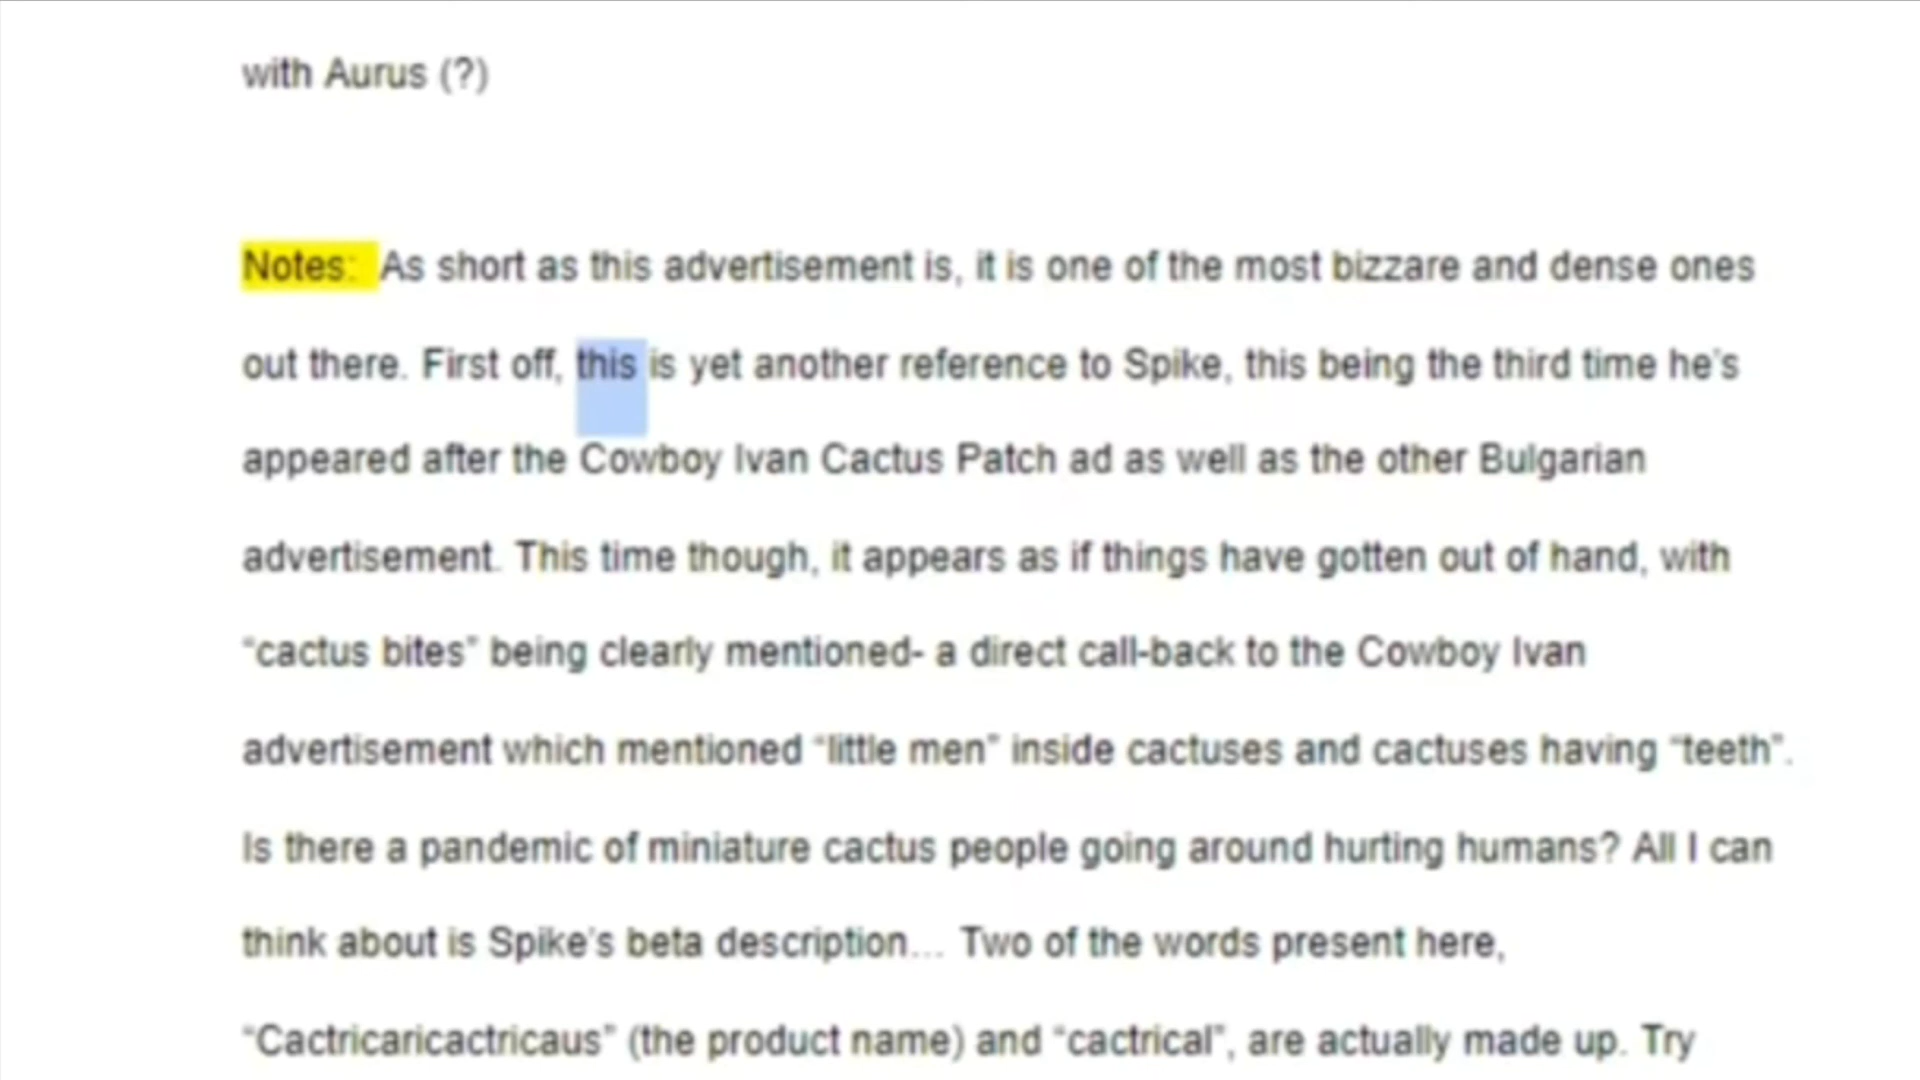 with Aurus (?)
Notes: As short as this advertisement is, it is one of the most bizzare and dense ones
out there. First off, this is yet another reference to Spike, this being the third time he's
appeared after the Cowboy Ivan Cactus Patch ad as well as the other Bulgarian
advertisement. This time though, it appears as if things have gotten out of hand, with
“cactus bites” being clearly mentioned- a direct call-back to the Cowboy Ivan
advertisement which mentioned “little men” inside cactuses and cactuses having “teeth”.
Is there a pandemic of miniature cactus people going around hurting humans? All I can
think about is Spike's beta description... Two of the words present here,
“Cactricaricactricaus” (the product name) and “cactrical”, are actually made up. Try